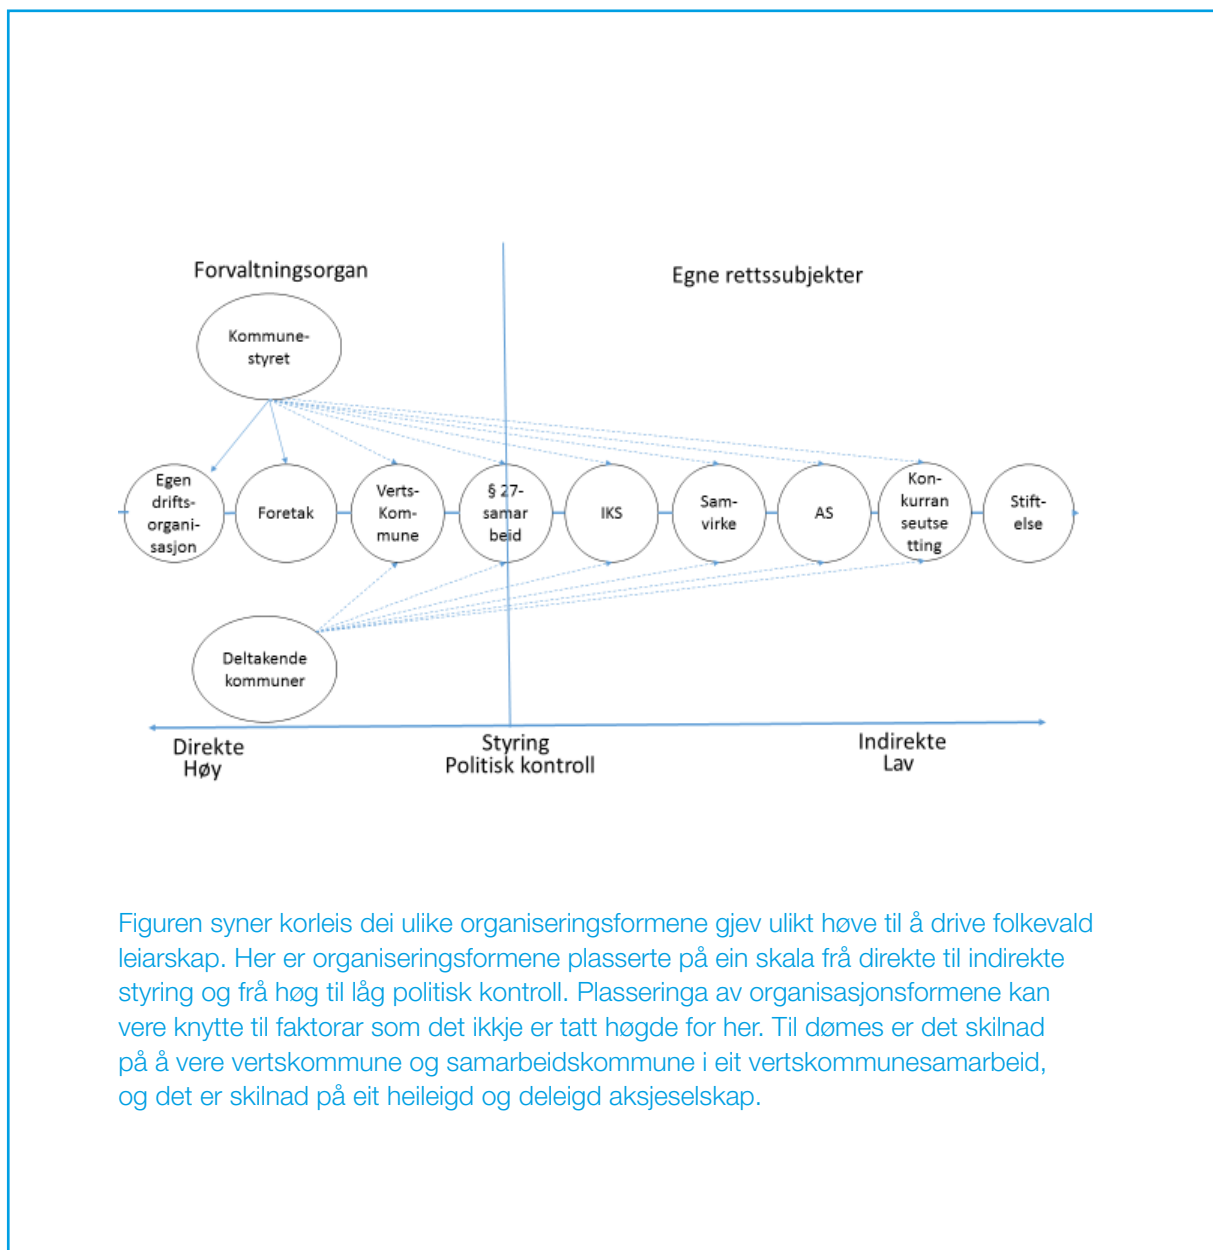 Forvaltningsorgan
Egne rettssubjekter
Kommune-
styret
Egen
drifts-
organi-
sasjon
Foretak
Verts-
Kom-
mune
§ 27-
samar
beid
IKS
Sam-
virke
AS
Kon-
kurran
seutse
tting
Stift-
else
Deltakende
kommuner
Direkte
Høy
Styring
Politisk kontroll
Indirekte
Lav
Figuren syner korleis dei ulike organiseringsformene gjev ulikt høve til å drive folkevald
leiarskap. Her er organiseringsformene plasserte på ein skala frå direkte til indirekte
styring og frå høg til låg politisk kontroll. Plasseringa av organisasjonsformene kan
vere knytte til faktorar som det ikkje er tatt høgde for her. Til dømes er det skilnad
på å vere vertskommune og samarbeidskommune i eit vertskommunesamarbeid,
og det er skilnad på eit heileigd og deleigd aksjeselskap.